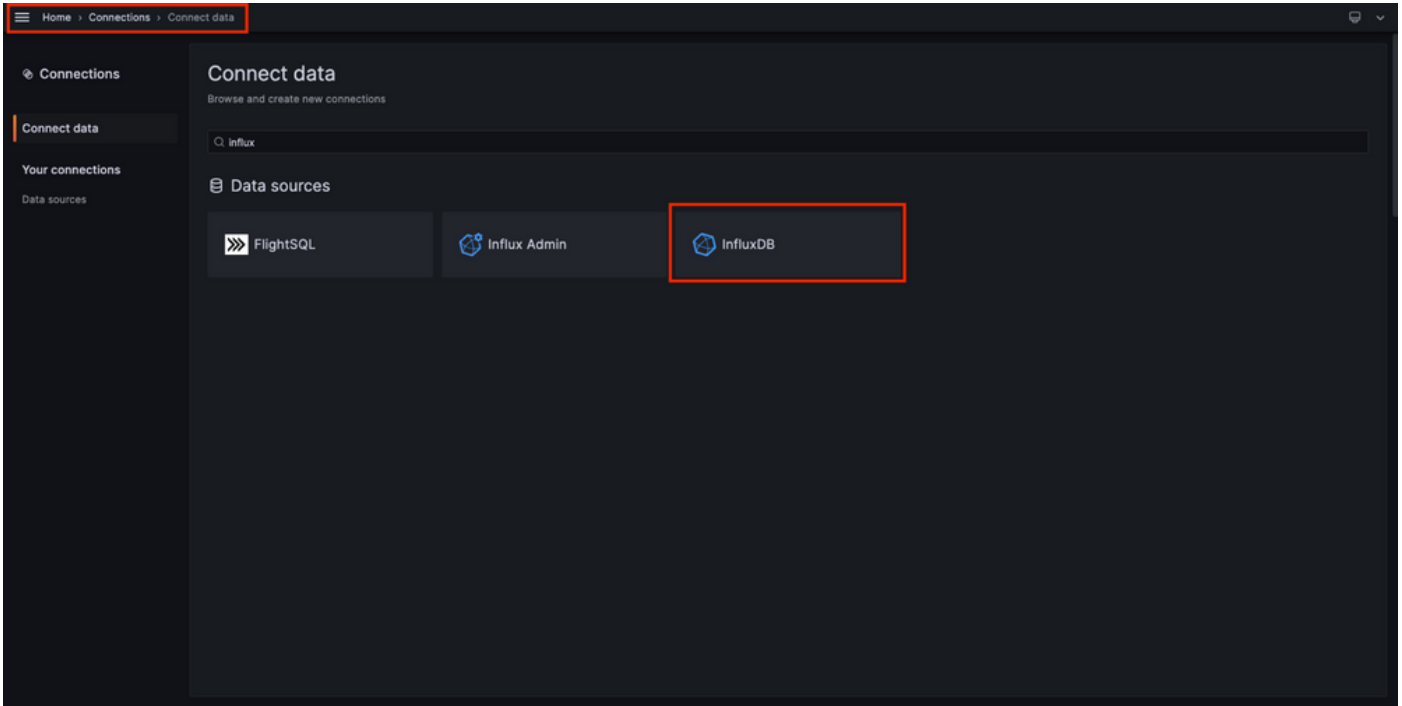 Home › Connections › Connect data
Connections
Connect data
Your connections
Data sources
Connect data
Browse and create new connections
influx
Data sources
FlightSQL
Influx Admin
InfluxDB